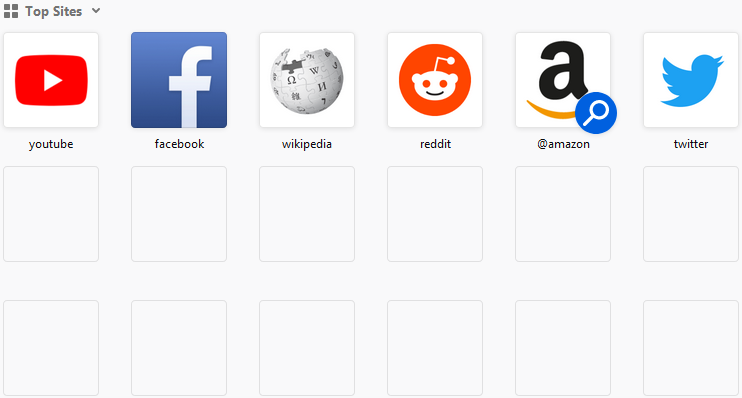 Top Sites
youtube
facebook
wikipedia
reddit
@amazon
twitter